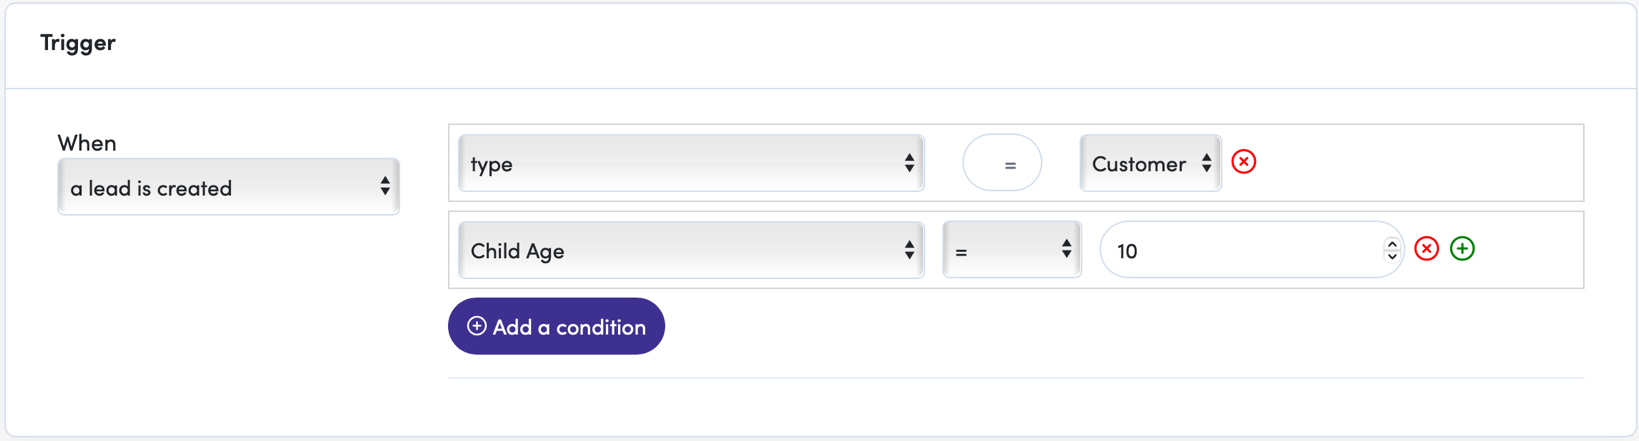 Trigger
When
a lead is created
type = Customer
Child Age = 10
Add a condition